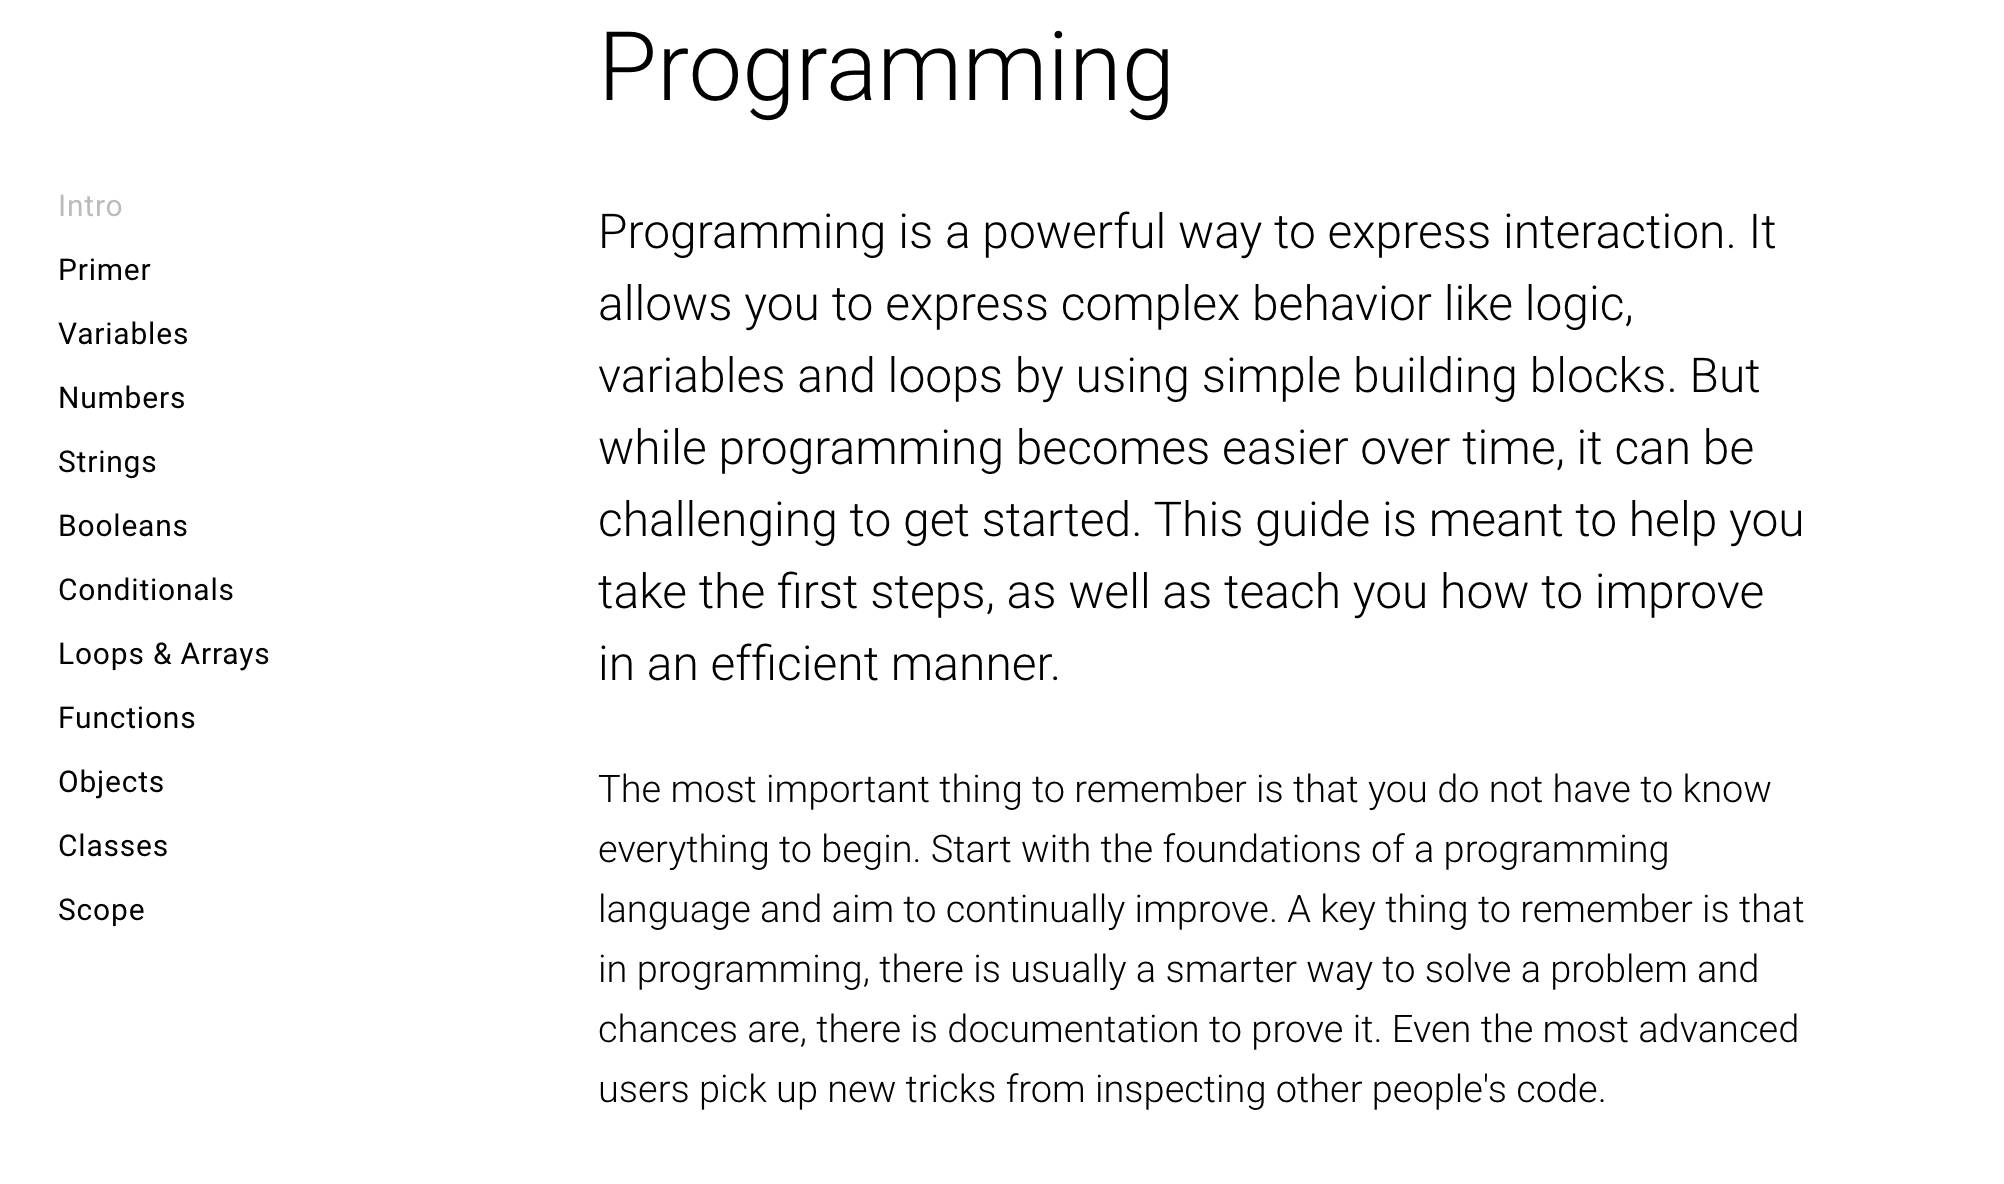 Programming
Intro
Primer
Variables
Numbers
Strings
Booleans
Conditionals
Loops & Arrays
Functions
Objects
Classes
Scope
Programming is a powerful way to express interaction. It
allows you to express complex behavior like logic,
variables and loops by using simple building blocks. But
while programming becomes easier over time, it can be
challenging to get started. This guide is meant to help you
take the first steps, as well as teach you how to improve
in an efficient manner.
The most important thing to remember is that you do not have to know
everything to begin. Start with the foundations of a programming
language and aim to continually improve. A key thing to remember is that
in programming, there is usually a smarter way to solve a problem and
chances are, there is documentation to prove it. Even the most advanced
users pick up new tricks from inspecting other people's code.